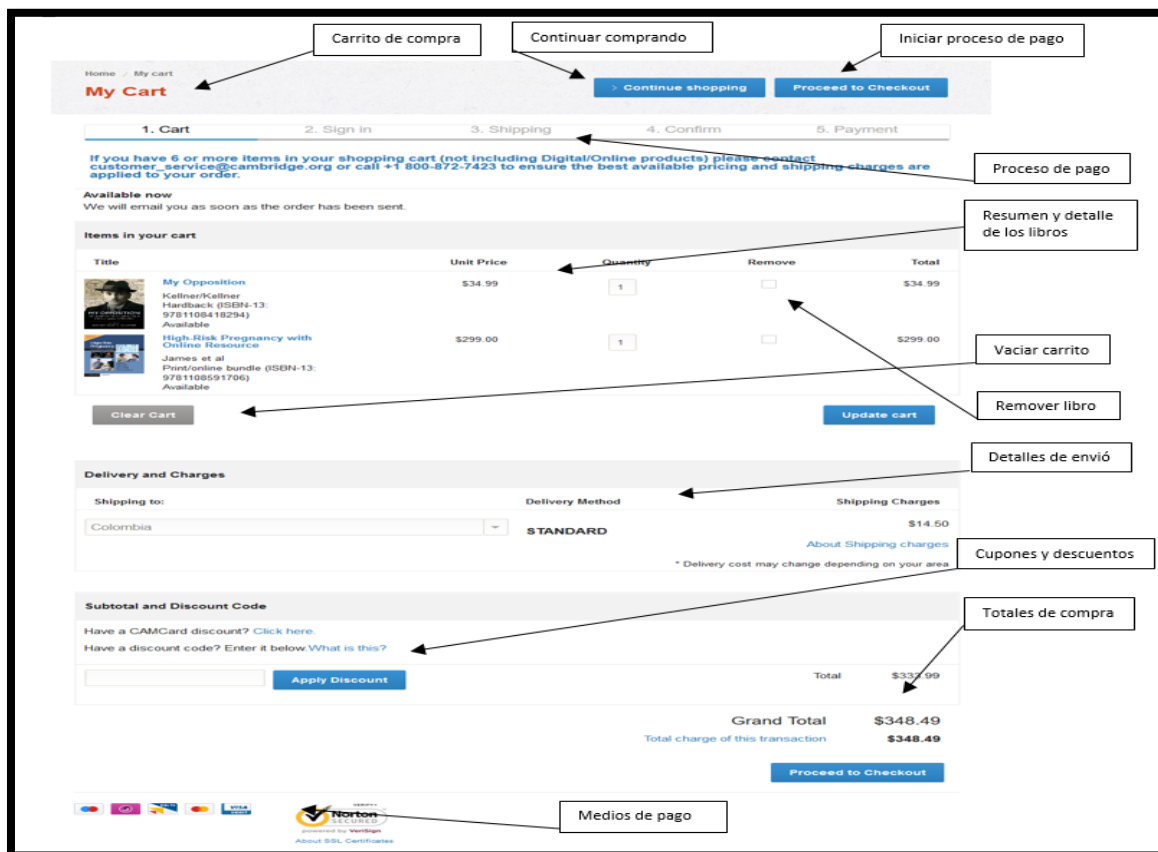 Carrito de compra
Continuar comprando
Iniciar proceso de pago
Home / My cart
My Cart
> Continue shopping
Proceed to Checkout
1. Cart 2. Sign in 3. Shipping 4. Confirm 5. Payment
If you have 6 or more items in your shopping cart (not including Digital/Online products) please contact
customer_service@cambridge.org or call +1 800-872-7423 to ensure the best available pricing and shipping charges are
applied to your order.
Proceso de pago
Available now
We will email you as soon as the order has been sent.
Resumen y detalle
de los libros
Items in your cart
Title Unit Price Quantity Remove Total
My Opposition $34.99 1 $34.99
Kellner/Kellner
Hardback (ISBN-13:
9781108418294)
Available
MY OPPOSITION
High-Risk Pregnancy with
Online Resource
$299.00 1 $299.00
James et al
Print/online bundle (ISBN-13:
9781108591706)
Available
Vaciar carrito
Clear Cart
Update cart
Remover libro
Detalles de envió
Delivery and Charges
Shipping to: Delivery Method Shipping Charges
Colombia STANDARD $14.50
About Shipping charges
* Delivery cost may change depending on your area
Cupones y descuentos
Subtotal and Discount Code
Totales de compra
Have a CAMCard discount? Click here.
Have a discount code? Enter it below.What is this?
Apply Discount
Total $333.99
Grand Total $348.49
Total charge of this transaction $348.49
Proceed to Checkout
Medios de pago
VISA
DEBIT
Norton
SECURED
powered by VeriSign
About SSL Certificates